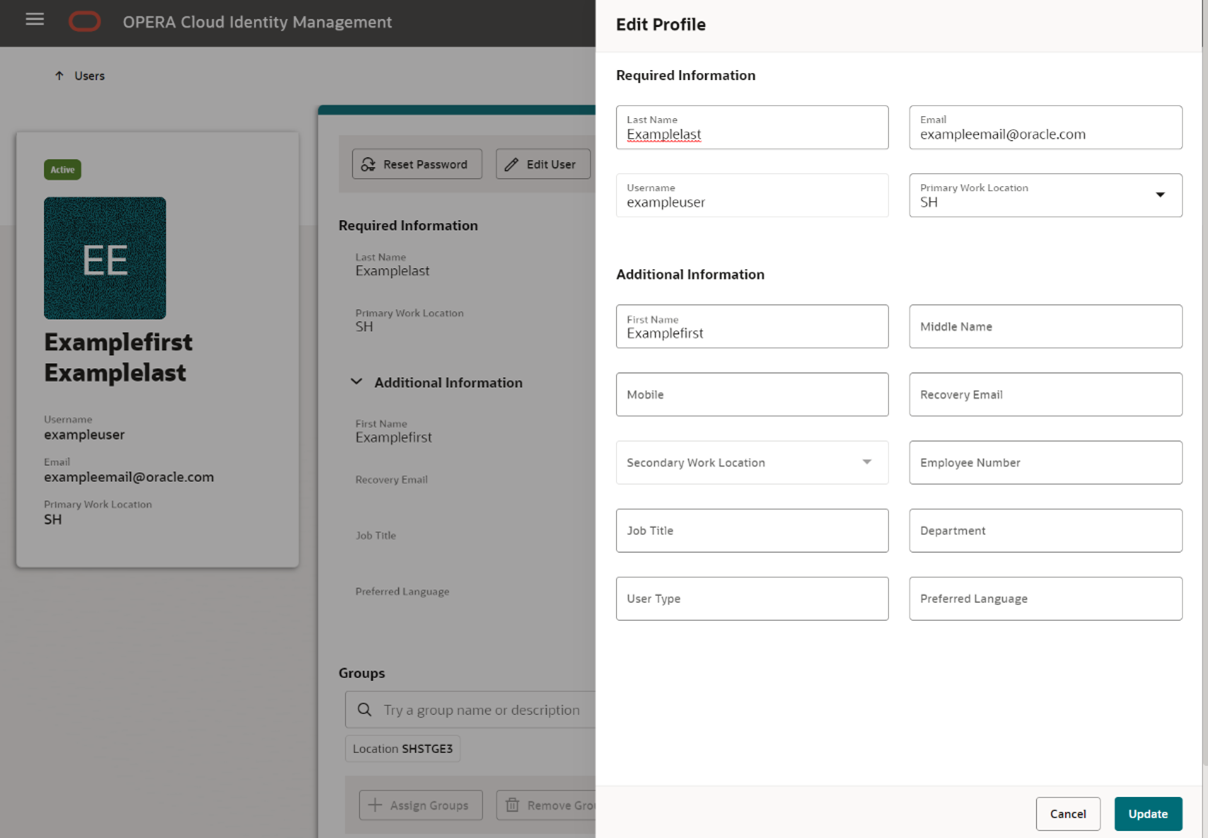 OPERA Cloud Identity Management
Users
Active
EE
Examplefirst
Examplelast
Username
exampleuser
Email
exampleemail@oracle.com
Primary Work Location
SH
Reset Password
Edit User
Required Information
Last Name
Examplelast
Primary Work Location
SH
Additional Information
First Name
Examplefirst
Recovery Email
Job Title
Preferred Language
Groups
Try a group name or description
Location SHSTGE3
Assign Groups
Remove Gro
Edit Profile
Required Information
Last Name
Examplelast
Email
exampleemail@oracle.com
Username
exampleuser
Primary Work Location
SH
Additional Information
First Name
Examplefirst
Middle Name
Mobile
Recovery Email
Secondary Work Location
Employee Number
Job Title
Department
User Type
Preferred Language
Cancel
Update